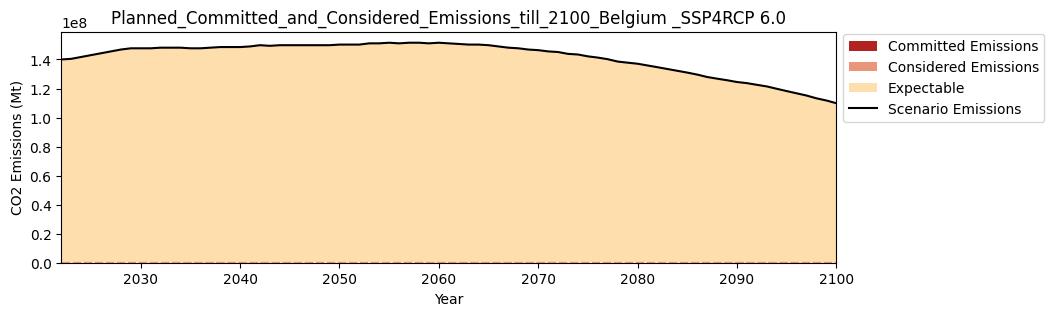 Planned_Committed_and_Considered_Emissions_till_2100_Belgium _SSP4RCP 6.0
1e8
Committed Emissions
Considered Emissions
Expectable
Scenario Emissions
CO2 Emissions (Mt)
1.4
1.2
1.0
0.8
0.6
0.4
0.2
0.0
2030 2040 2050 2060 2070 2080 2090 2100
Year